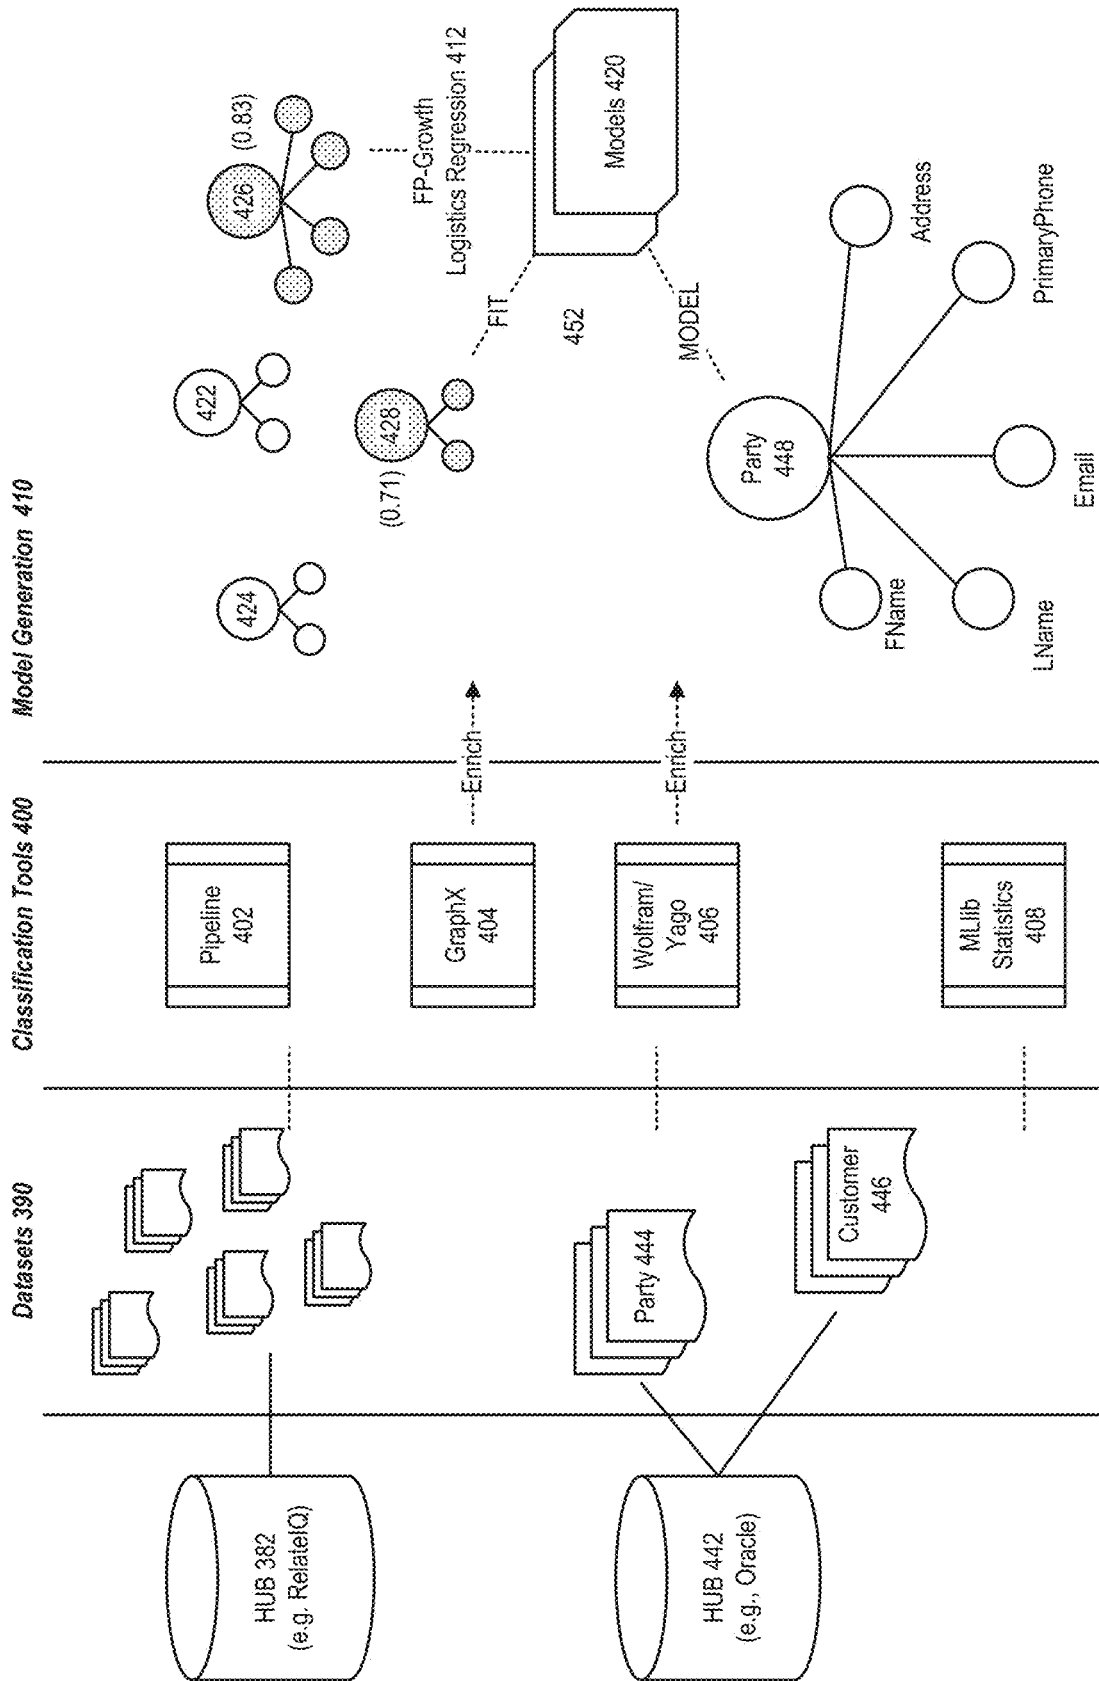 Datasets 390
Classification Tools 400
Model Generation 410
HUB 382
(e.g. RelateIQ)
HUB 442
(e.g., Oracle)
Party 444
Customer
446
Pipeline
402
GraphX
404
Wolfram/
Yago
406
MLlib
Statistics
408
Enrich
Enrich
424
422
426
(0.83)
428
(0.71)
FP-Growth
Logistics Regression 412
FIT
452
MODEL
Models 420
Party
448
FName
LName
Email
PrimaryPhone
Address